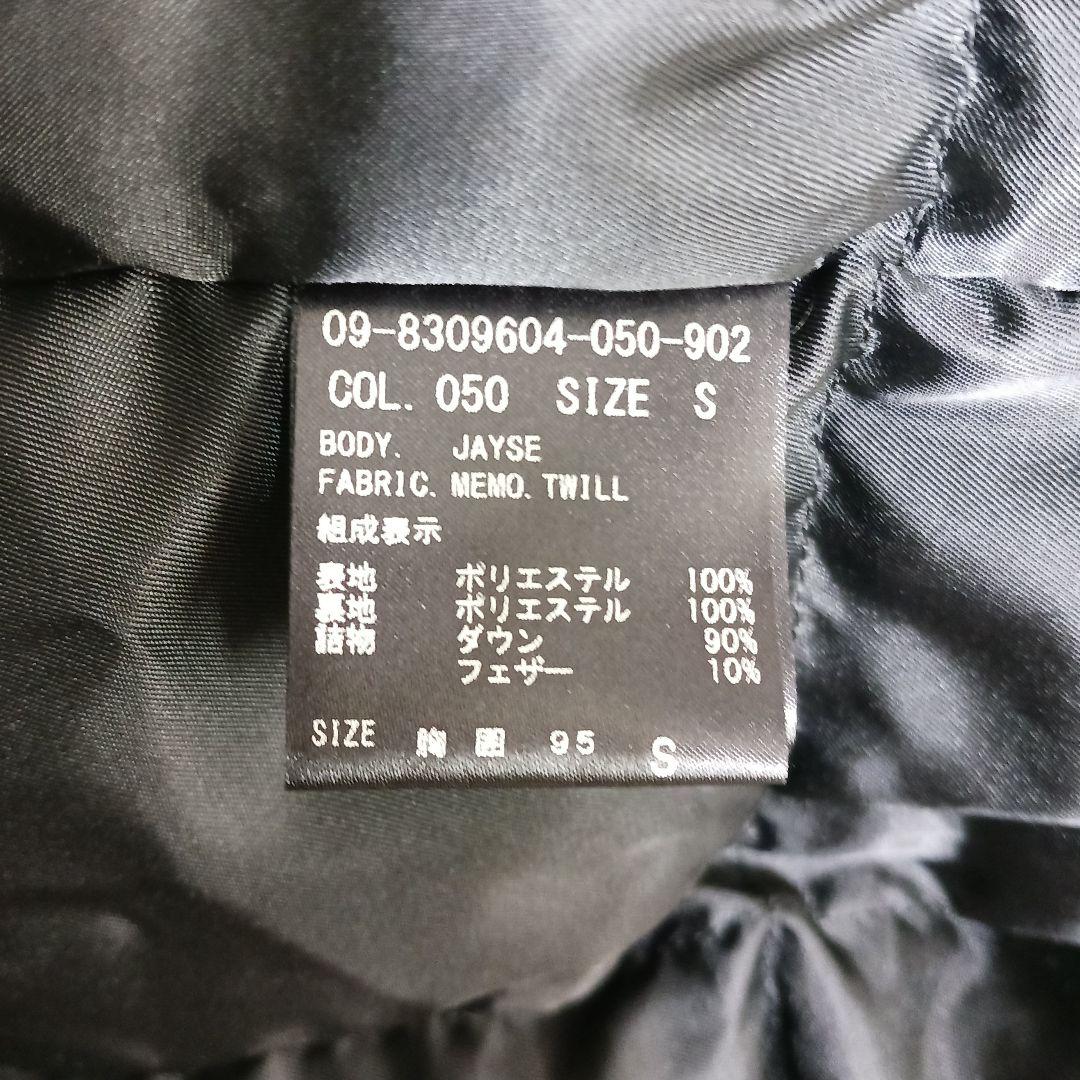 09-8309604-050-902
COL. 050 SIZE S
BODY. JAYSE
FABRIC. MEMO. TWILL
組成表示
表地 ポリエステル 100%
裏地 ポリエステル 100%
詰物 ダウン 90%
フェザー 10%
SIZE 胸囲 95 S